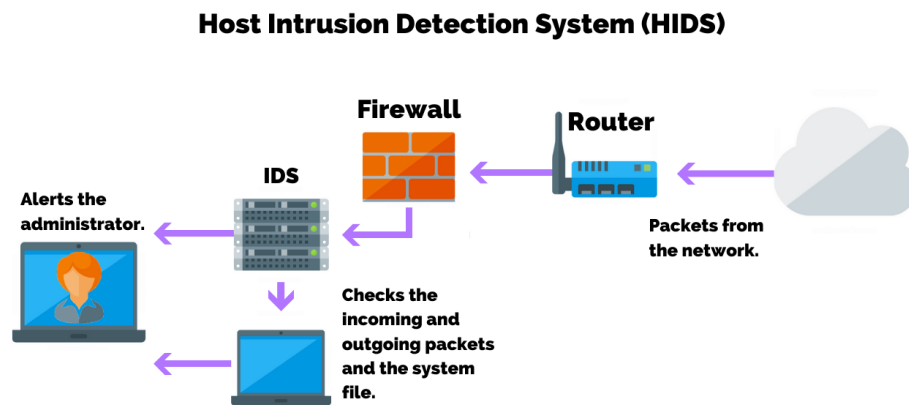 Host Intrusion Detection System (HIDS)
Firewall
Router
IDS
Alerts the
administrator.
Packets from
the network.
Checks the
incoming and
outgoing packets
and the system
file.